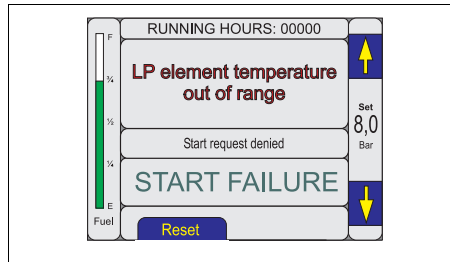 RUNNING HOURS: 00000
F
¾
½
¼
E
Fuel
LP element temperature
out of range
Start request denied
START FAILURE
Reset
Set
8,0
Bar